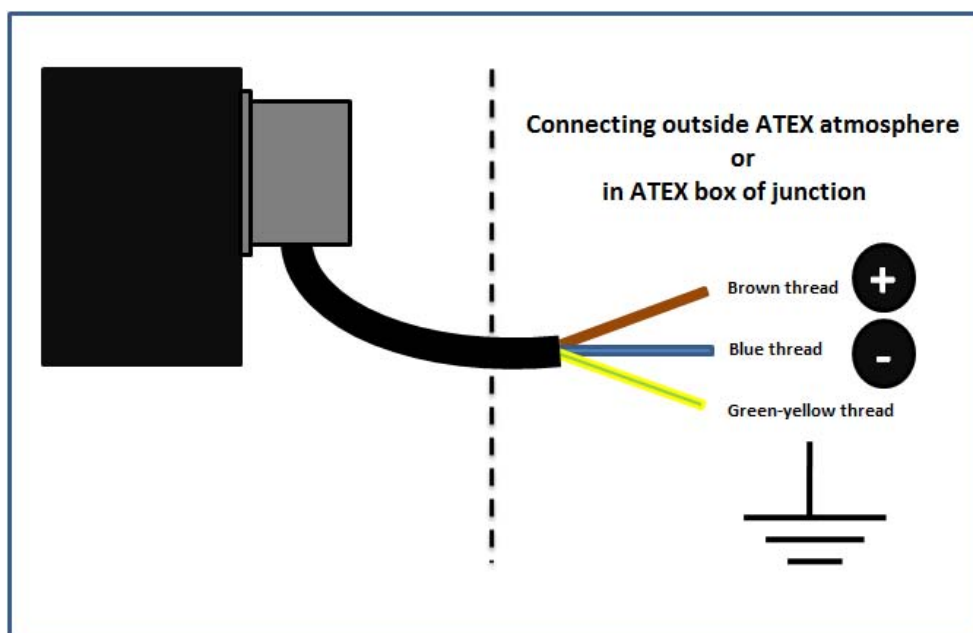 Connecting outside ATEX atmosphere
or
in ATEX box of junction
Brown thread +
Blue thread -
Green-yellow thread